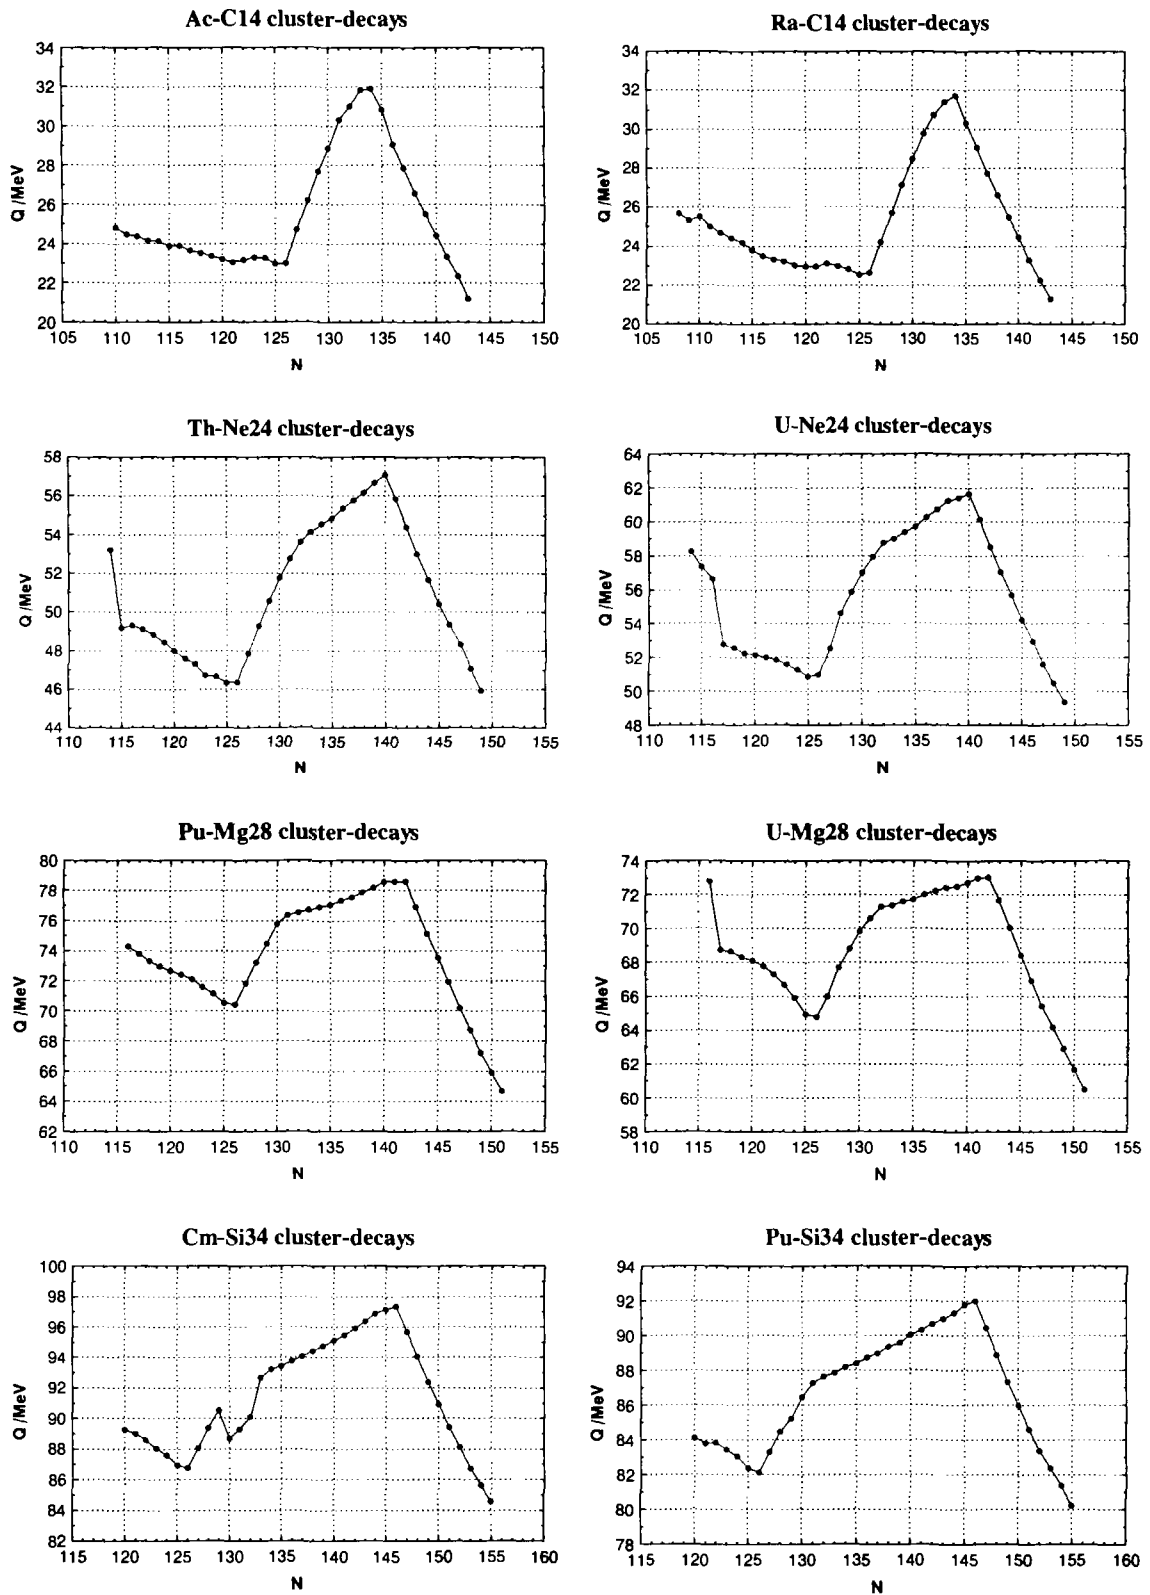 Ac-C14 cluster-decays
34
32
30
28
26
24
22
20
Q /MeV
105 110 115 120 125 130 135 140 145 150
N
Ra-C14 cluster-decays
34
32
30
28
26
24
22
20
Q /MeV
105 110 115 120 125 130 135 140 145 150
N
Th-Ne24 cluster-decays
58
56
54
52
50
48
46
44
Q /MeV
110 115 120 125 130 135 140 145 150 155
N
U-Ne24 cluster-decays
64
62
60
58
56
54
52
50
48
Q /MeV
110 115 120 125 130 135 140 145 150 155
N
Pu-Mg28 cluster-decays
80
78
76
74
72
70
68
66
64
62
Q /MeV
110 115 120 125 130 135 140 145 150 155
N
U-Mg28 cluster-decays
74
72
70
68
66
64
62
60
58
Q /MeV
110 115 120 125 130 135 140 145 150 155
N
Cm-Si34 cluster-decays
100
98
96
94
92
90
88
86
84
82
Q /MeV
115 120 125 130 135 140 145 150 155 160
N
Pu-Si34 cluster-decays
94
92
90
88
86
84
82
80
78
Q /MeV
115 120 125 130 135 140 145 150 155 160
N